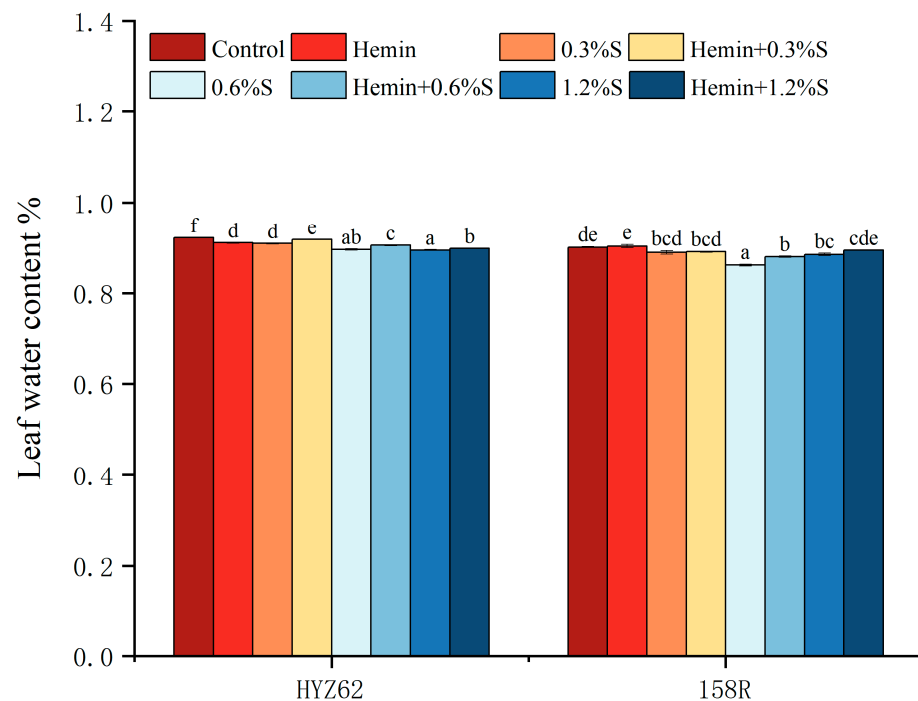 1.4
Control Hemin 0.3%S Hemin+0.3%S
0.6%S Hemin+0.6%S 1.2%S Hemin+1.2%S
1.2
1.0
0.8
0.6
0.4
0.2
0.0
Leaf water content %
f d d e ab c a b
de e bcd bcd a b bc cde
HYZ62 158R